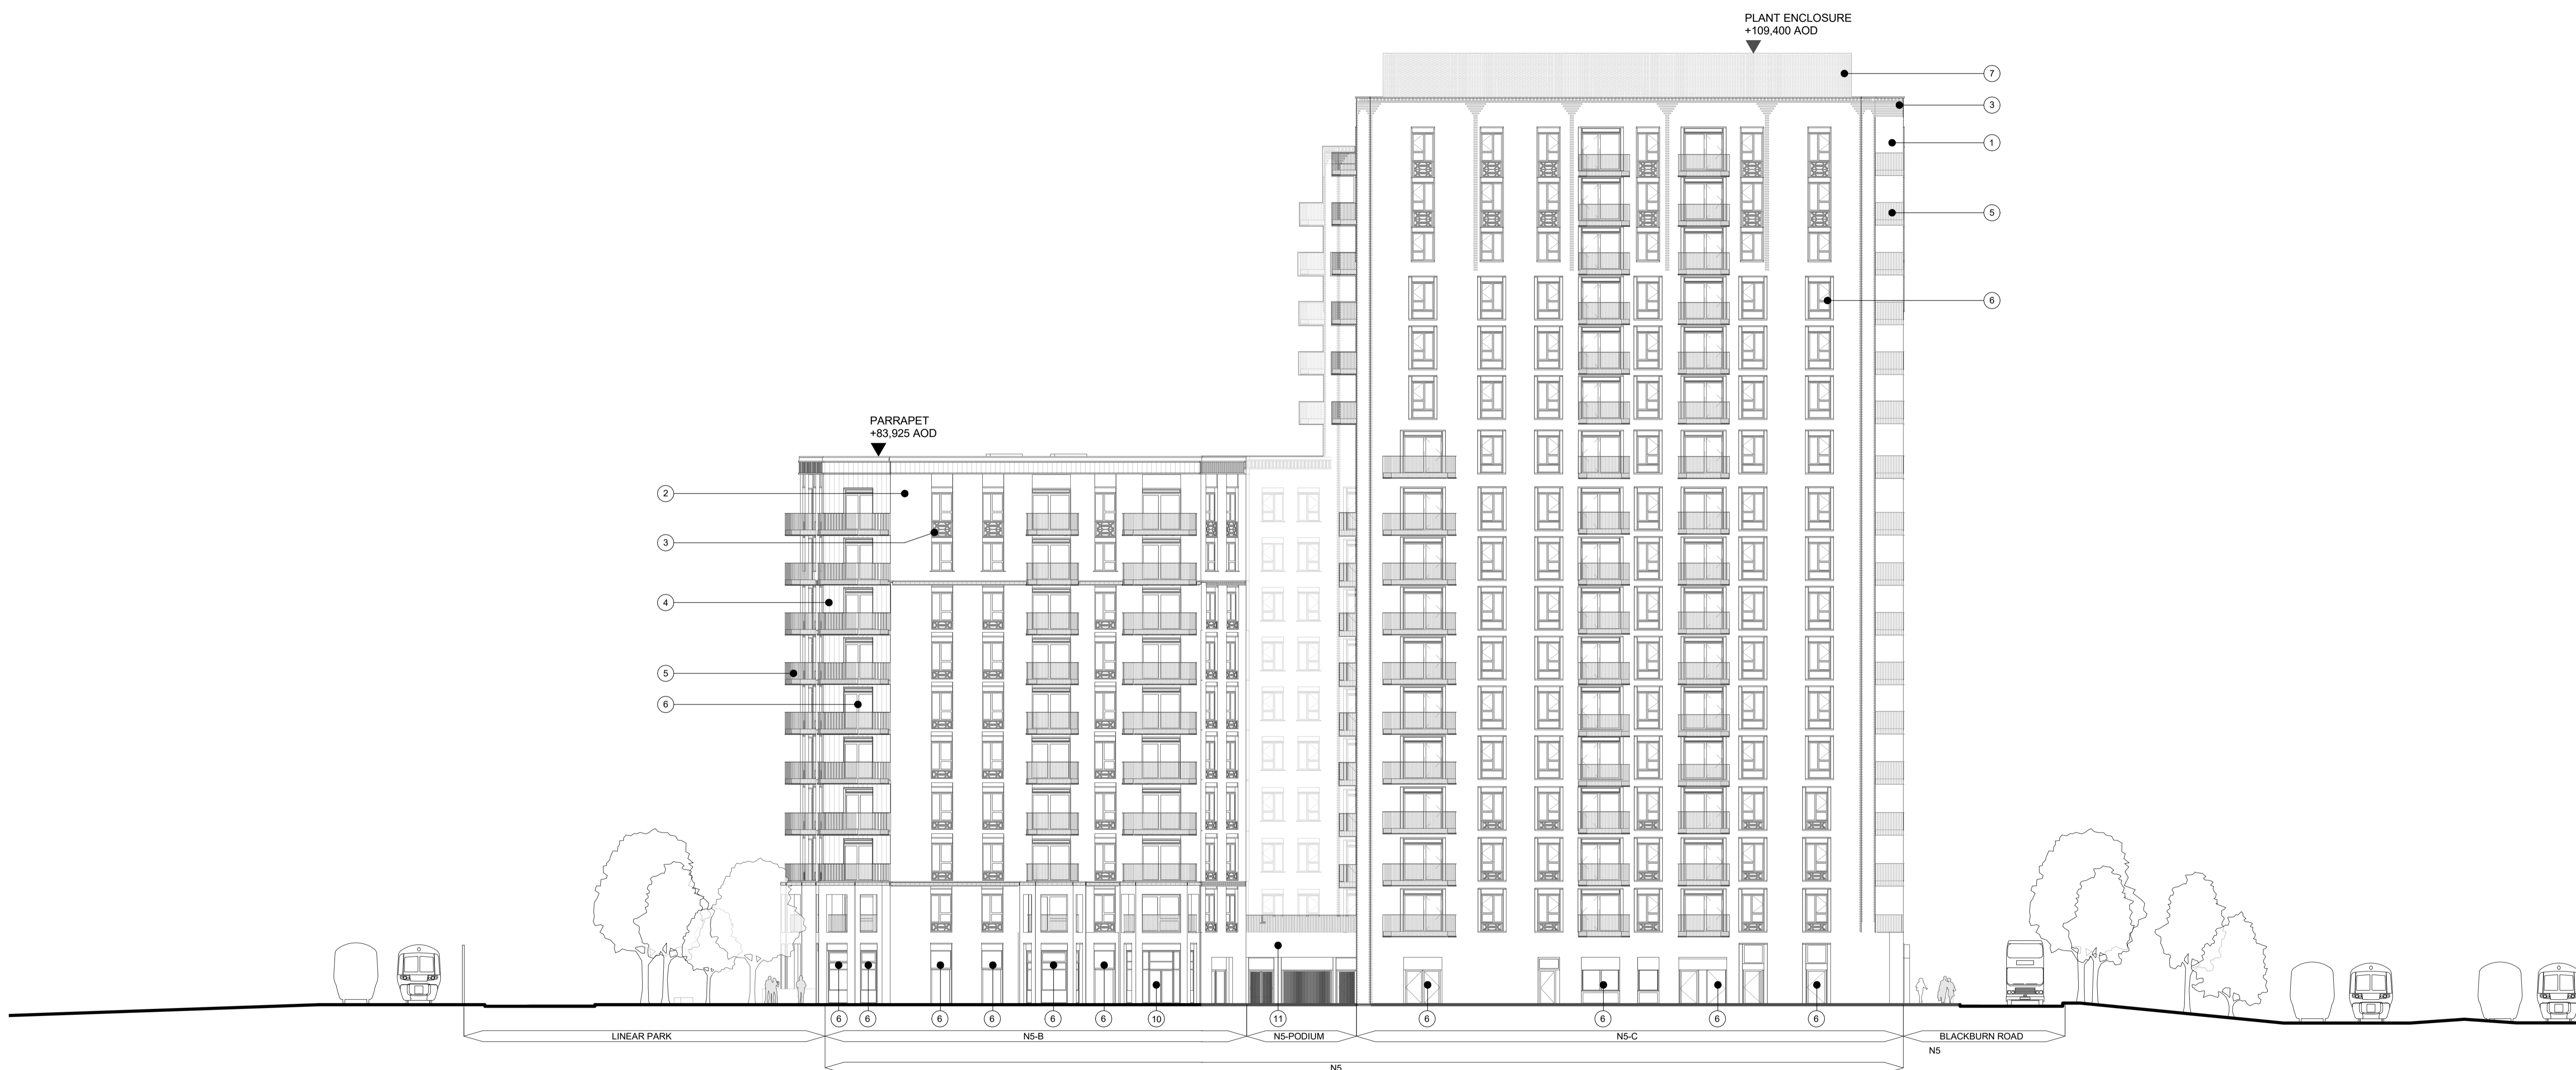 PLANT ENCLOSURE
+109,400 AOD
7
3
1
5
6
PARRAPET
+83,925 AOD
2
3
4
5
6
6 6 6 6 6 6 10 11 6 6 6 6
LINEAR PARK N5-B N5-PODIUM N5-C BLACKBURN ROAD
N5
N5